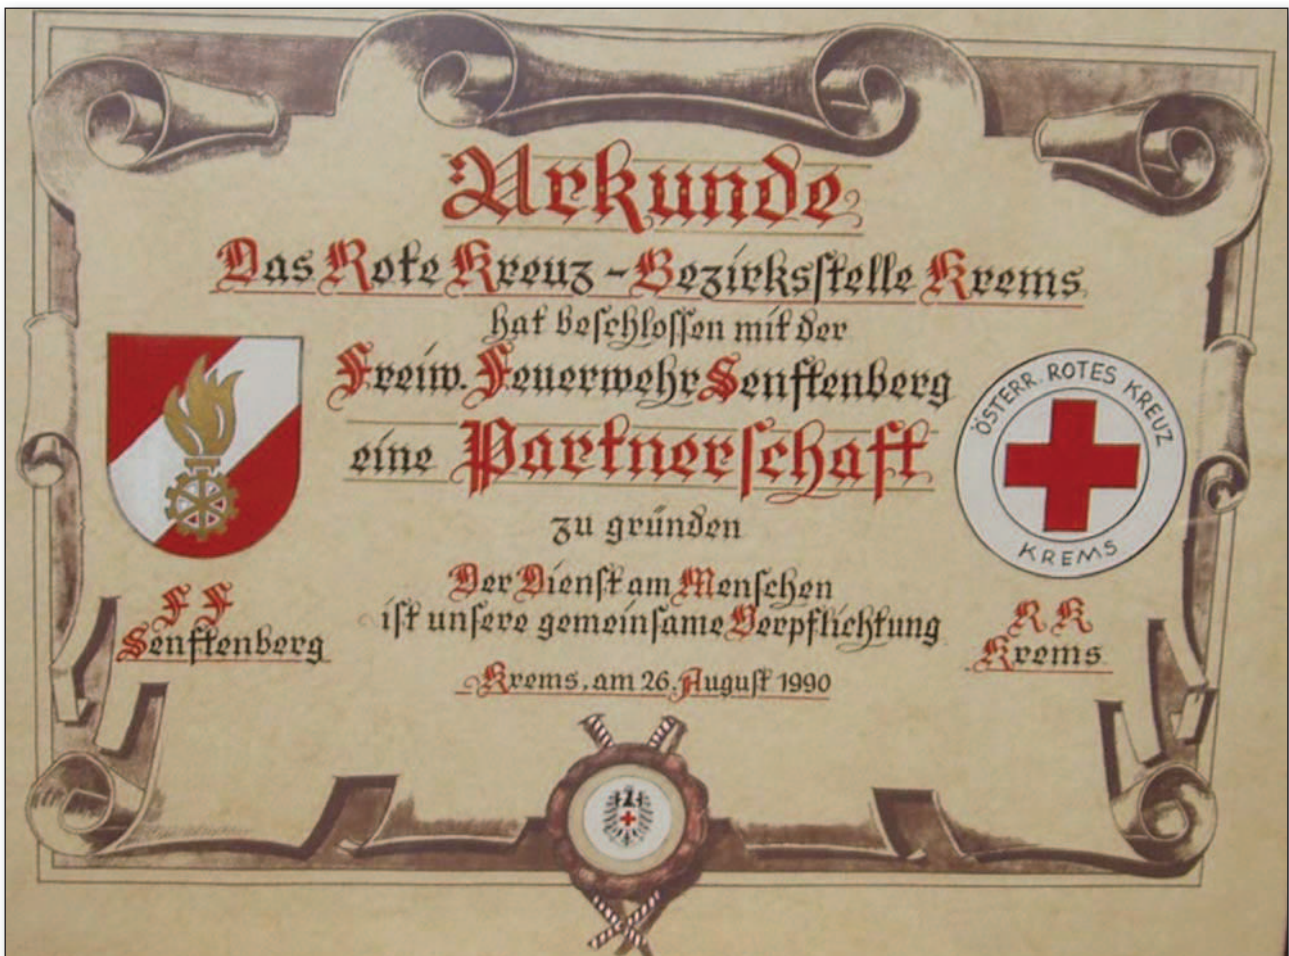 Urkunde
Das Rote Kreuz - Bezirksstelle Krems
hat beschlossen mit der
Freiw. Feuerwehr Senftenberg
eine Partnerschaft
zu gründen
Der Dienst am Menschen
ist unsere gemeinsame Verpflichtung
Krems, am 26. August 1990
FF
Senftenberg
ÖSTERR. ROTES KREUZ
KREMS
R.K
Krems